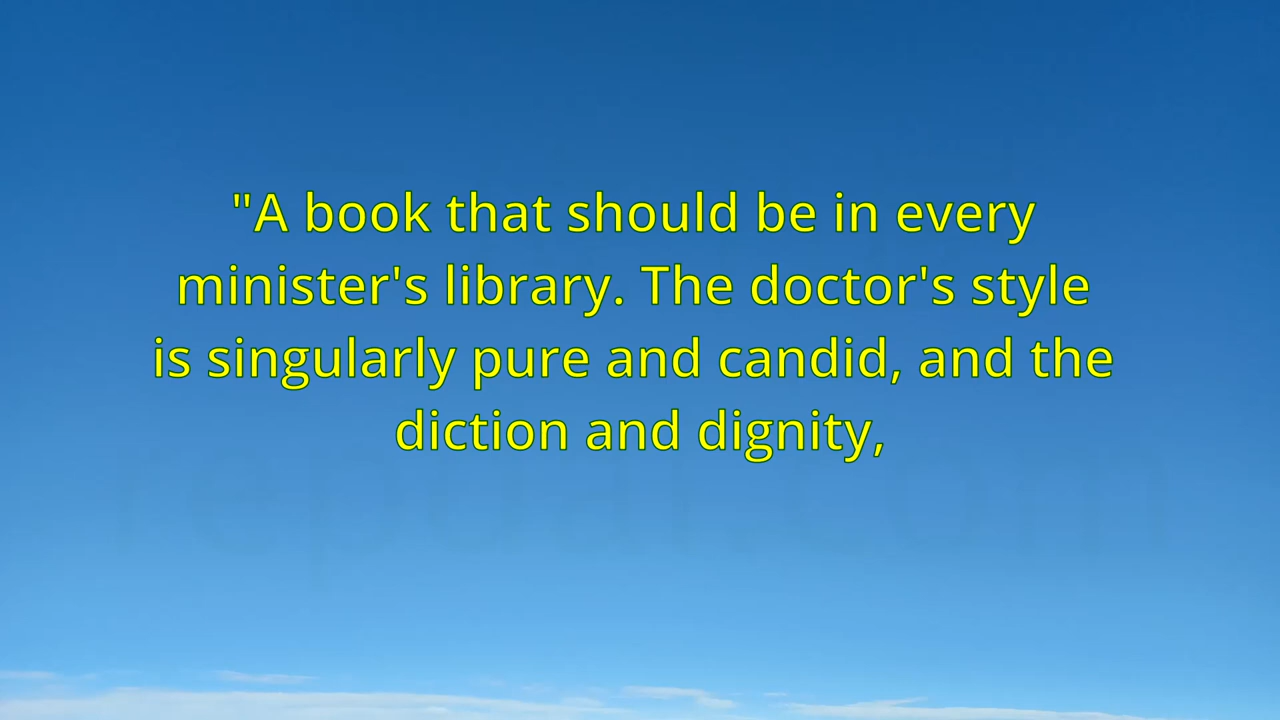 "A book that should be in every
minister's library. The doctor's style
is singularly pure and candid, and the
diction and dignity,